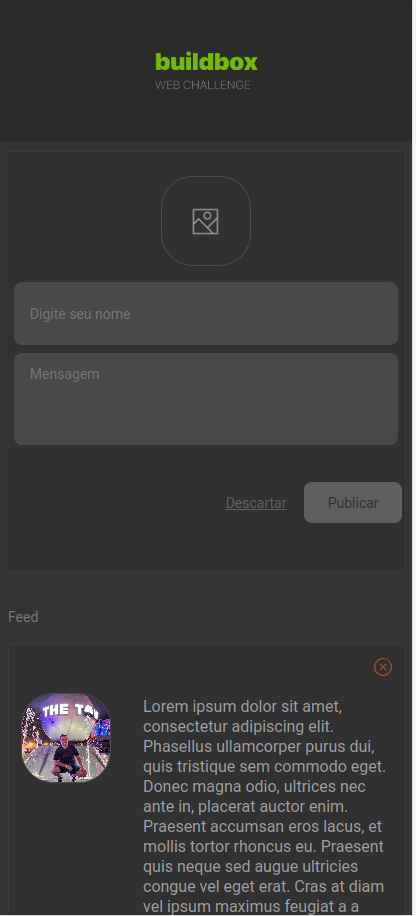 buildbox
WEB CHALLENGE
Digite seu nome
Mensagem
Descartar
Publicar
Feed
THE
Lorem ipsum dolor sit amet,
consectetur adipiscing elit.
Phasellus ullamcorper purus dui,
quis tristique sem commodo eget.
Donec magna odio, ultrices nec
ante in, placerat auctor enim.
Praesent accumsan eros lacus, et
mollis tortor rhoncus eu. Praesent
quis neque sed augue ultricies
congue vel eget erat. Cras at diam
vel ipsum maximus feugiat a a